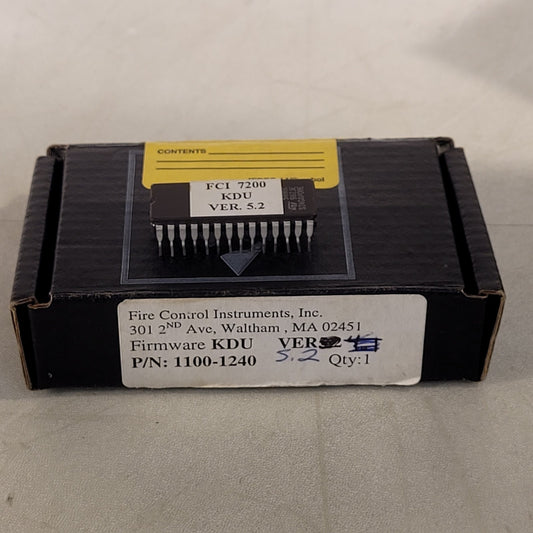 CONTENTS
FCI 7200
KDU
VER. 5.2
SINGAPORE
Fire Control Instruments, Inc.
301 2ND Ave, Waltham , MA 02451
Firmware KDU VER
P/N: 1100-1240 5.2 Qty:1